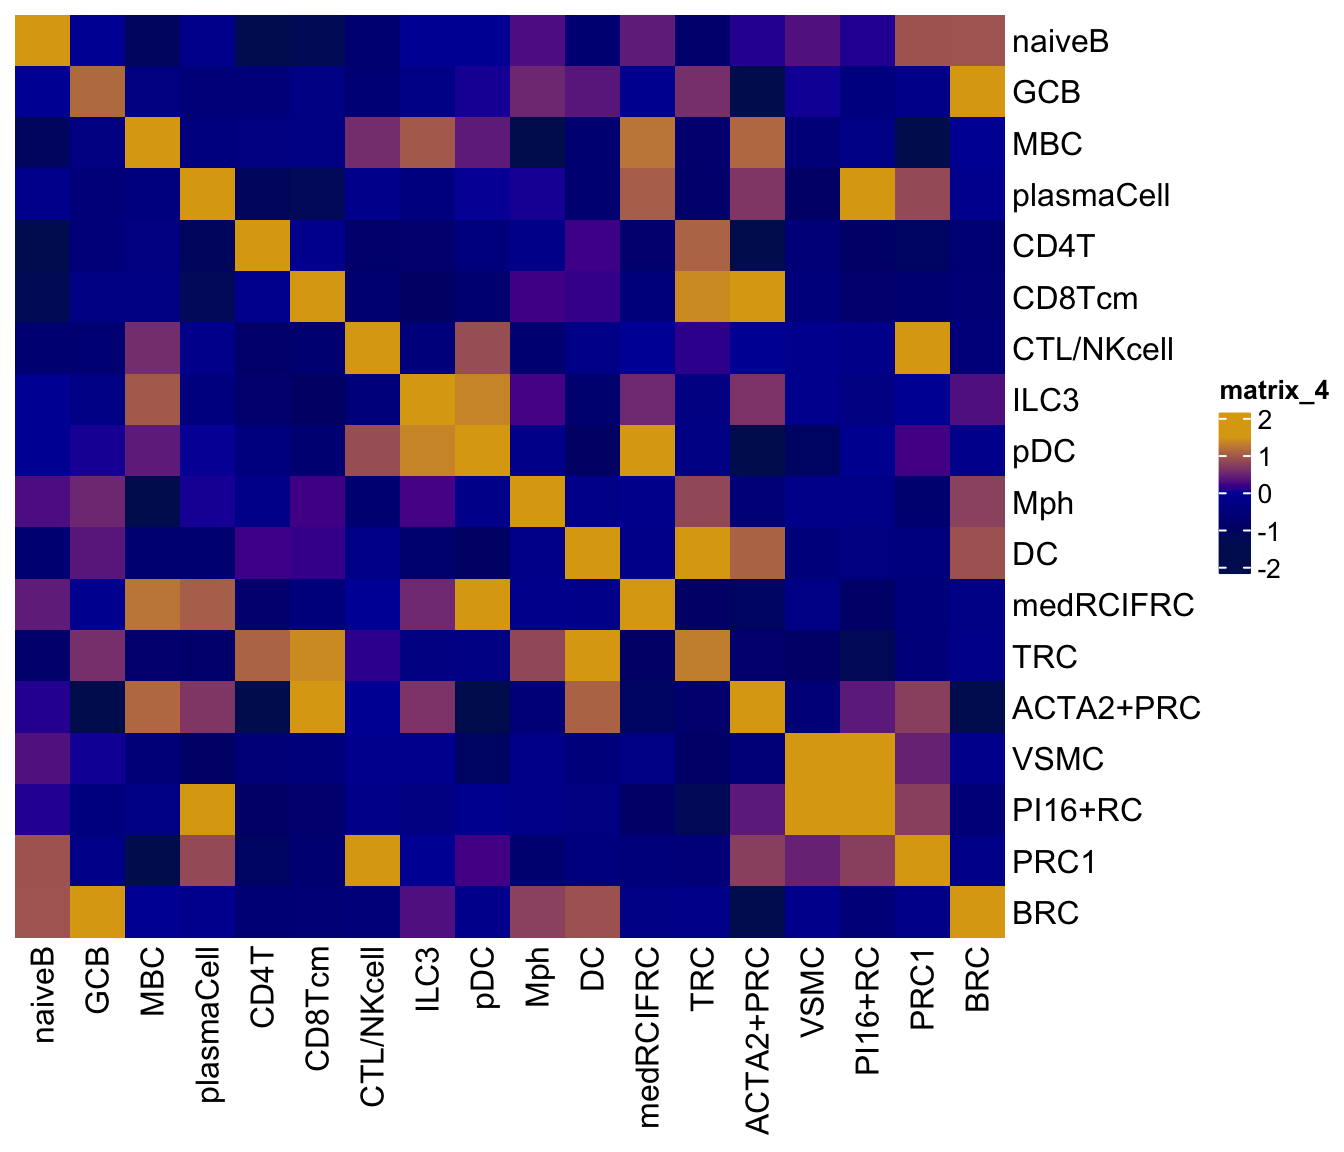 naiveB
GCB
MBC
plasmaCell
CD4T
CD8Tcm
CTL/NKcell
ILC3
pDC
Mph
DC
medRCIFRC
TRC
ACTA2+PRC
VSMC
PI16+RC
PRC1
BRC
matrix_4
2
1
0
-1
-2
naiveB
GCB
MBC
plasmaCell
CD4T
CD8Tcm
CTL/NKcell
ILC3
pDC
Mph
DC
medRCIFRC
TRC
ACTA2+PRC
VSMC
PI16+RC
PRC1
BRC